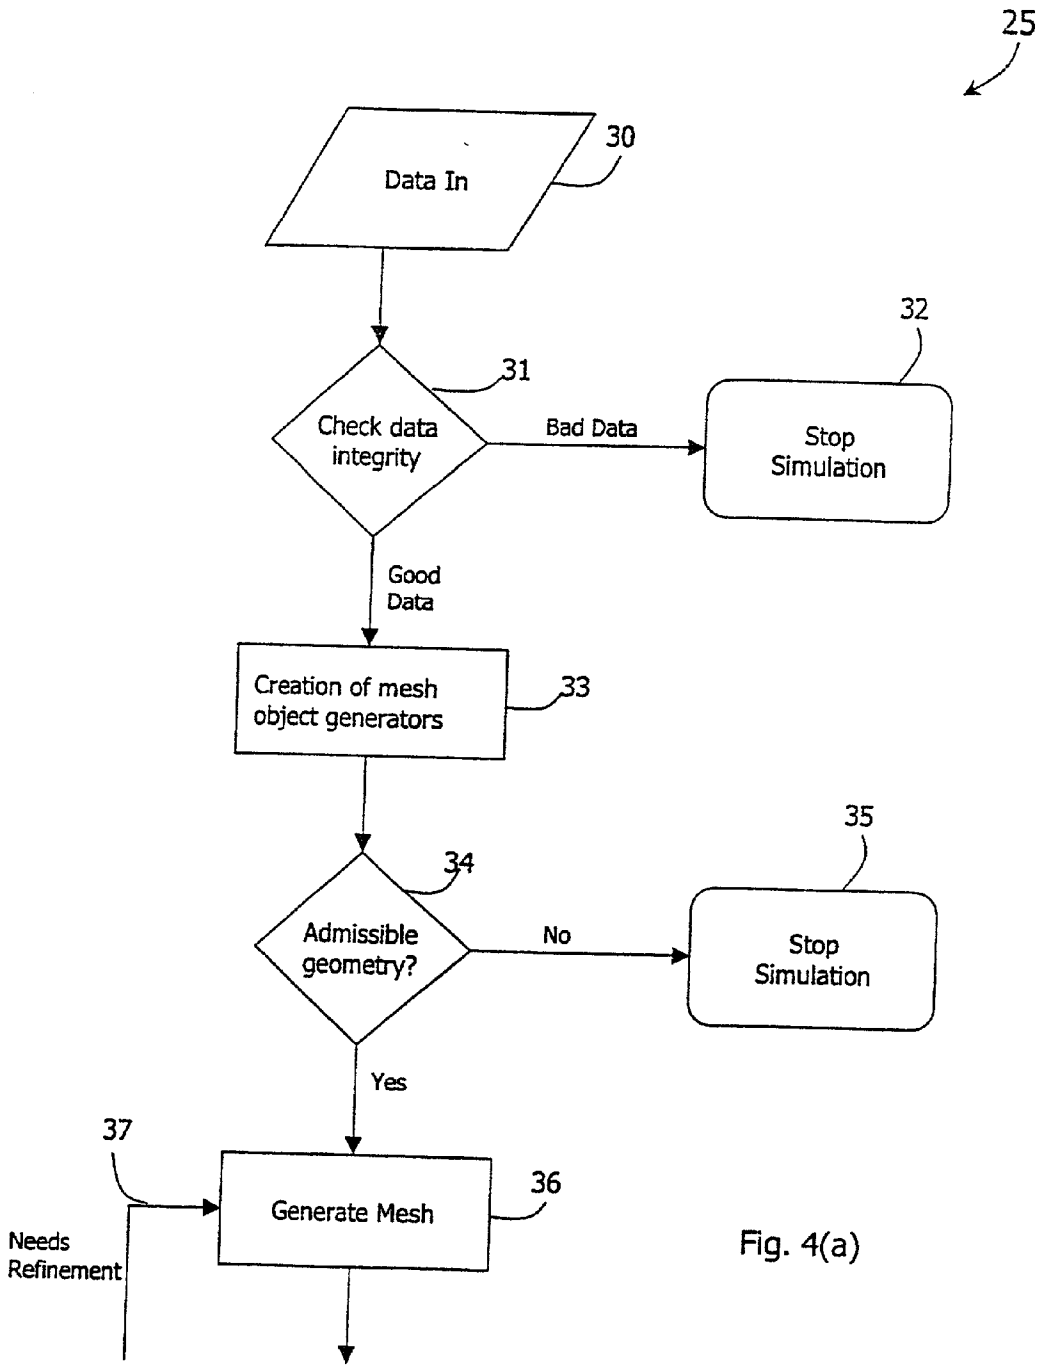 25
30
Data In
32
31
Check data
integrity
Bad Data
Stop
Simulation
Good
Data
Creation of mesh
object generators
33
35
34
Admissible
geometry?
No
Stop
Simulation
Yes
37
Generate Mesh
36
Needs
Refinement
Fig. 4(a)